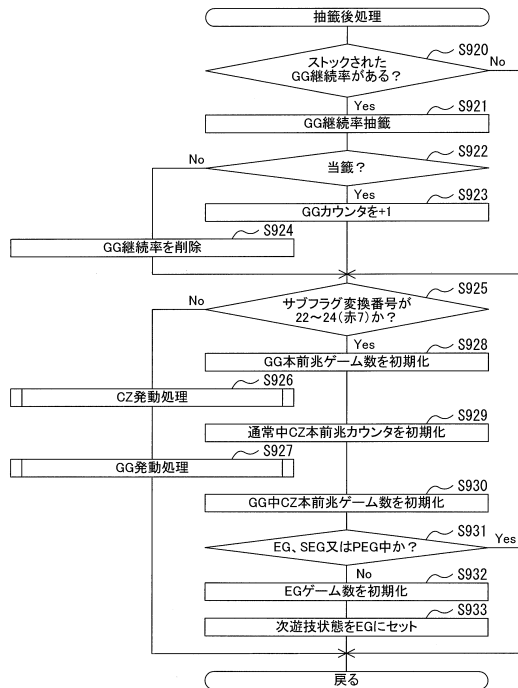 抽籤後処理
S920
ストックされた
GG継続率がある？
No
Yes
S921
GG継続率抽籤
S922
当籤？
No
Yes
S923
GGカウンタを+1
S924
GG継続率を削除
S925
サブフラグ変換番号が
22～24(赤7)か？
No
Yes
S928
GG本前兆ゲーム数を初期化
S926
CZ発動処理
S929
通常中CZ本前兆カウンタを初期化
S927
GG発動処理
S930
GG中CZ本前兆ゲーム数を初期化
S931
EG、SEG又はPEG中か？
Yes
No
S932
EGゲーム数を初期化
S933
次遊技状態をEGにセット
戻る